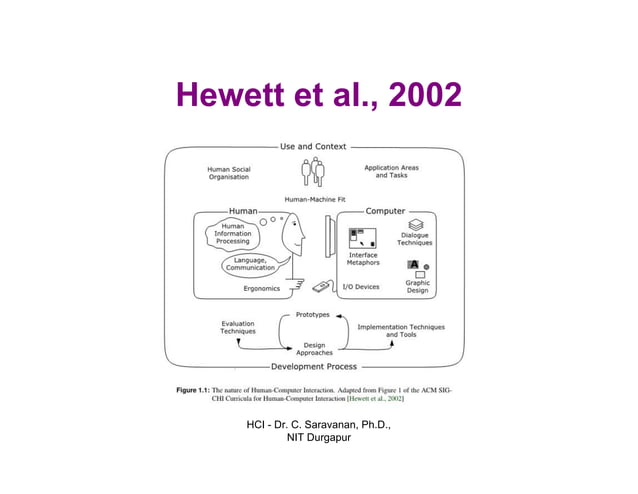 Hewett et al., 2002
Use and Context
Human Social
Organisation
Application Areas
and Tasks
Human-Machine Fit
Human
Computer
Human
Information
Processing
Language,
Communication
Ergonomics
Dialogue
Techniques
Interface
Metaphors
I/O Devices
Graphic
Design
A
Prototypes
Evaluation
Techniques
Implementation Techniques
and Tools
Design
Approaches
Development Process
Figure 1.1: The nature of Human-Computer Interaction. Adapted from Figure 1 of the ACM SIG-
CHI Curricula for Human-Computer Interaction [Hewett et al., 2002]
HCI - Dr. C. Saravanan, Ph.D.,
NIT Durgapur